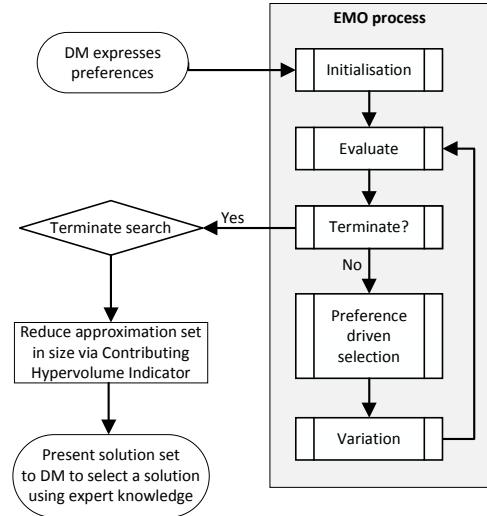 EMO process
DM expresses
preferences
Initialisation
Evaluate
Terminate?
Yes
Terminate search
No
Preference
driven
selection
Reduce approximation set
in size via Contributing
Hypervolume Indicator
Variation
Present solution set
to DM to select a solution
using expert knowledge